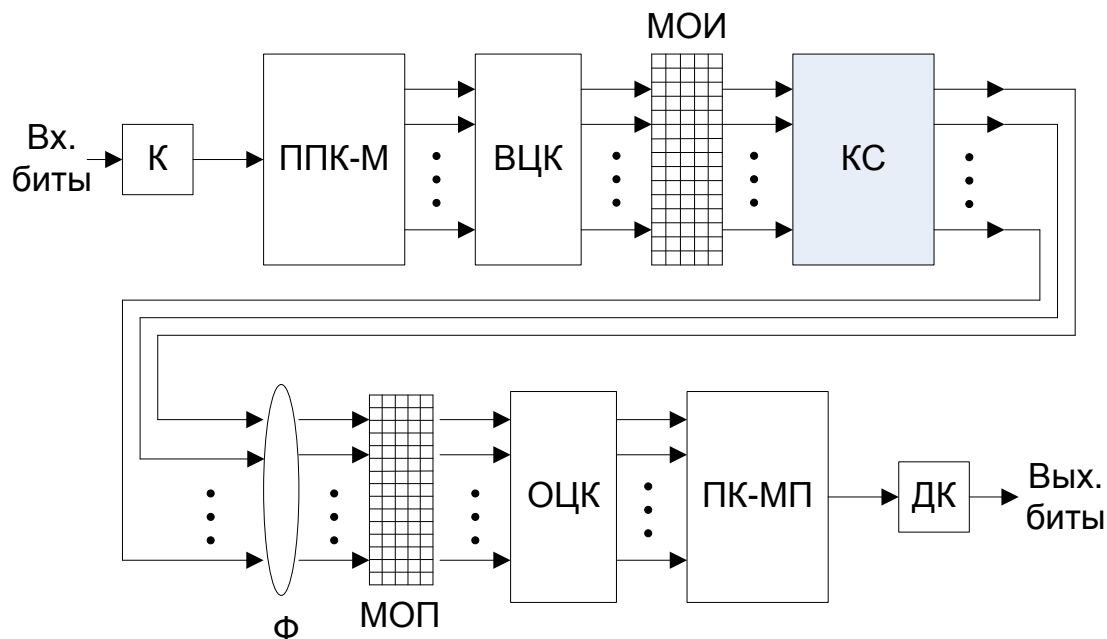 МОИ
Вх.
биты
К
ППК-М
ВЦК
КС
Ф
МОП
ОЦК
ПК-МП
ДК
Вых.
биты